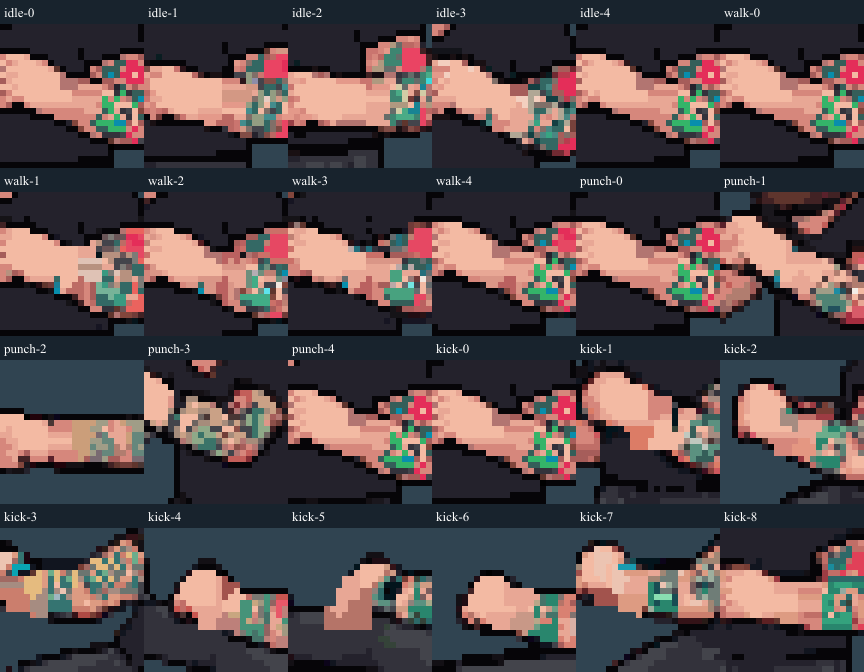 idle-0 idle-1 idle-2 idle-3 idle-4 walk-0
walk-1 walk-2 walk-3 walk-4 punch-0 punch-1
punch-2 punch-3 punch-4 kick-0 kick-1 kick-2
kick-3 kick-4 kick-5 kick-6 kick-7 kick-8